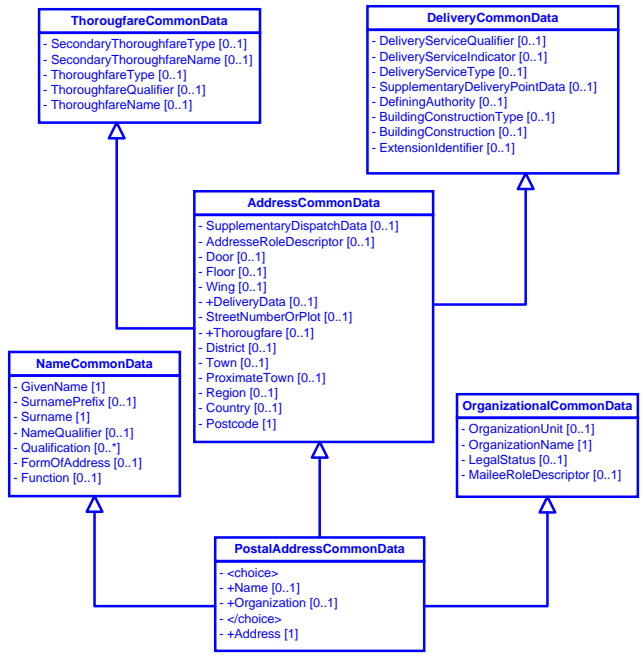 ThorougfareCommonData
- SecondaryThoroughfareType [0..1]
- SecondaryThoroughfareName [0..1]
- ThoroughfareType [0..1]
- ThoroughfareQualifier [0..1]
- ThoroughfareName [0..1]
DeliveryCommonData
- DeliveryServiceQualifier [0..1]
- DeliveryServiceIndicator [0..1]
- DeliveryServiceType [0..1]
- SupplementaryDeliveryPointData [0..1]
- DefiningAuthority [0..1]
- BuildingConstructionType [0..1]
- BuildingConstruction [0..1]
- ExtensionIdentifier [0..1]
AddressCommonData
- SupplementaryDispatchData [0..1]
- AddresseRoleDescriptor [0..1]
- Door [0..1]
- Floor [0..1]
- Wing [0..1]
- +DeliveryData [0..1]
- StreetNumberOrPlot [0..1]
- +Thorougfare [0..1]
- District [0..1]
- Town [0..1]
- ProximateTown [0..1]
- Region [0..1]
- Country [0..1]
- Postcode [1]
NameCommonData
- GivenName [1]
- SurnamePrefix [0..1]
- Surname [1]
- NameQualifier [0..1]
- Qualification [0..*]
- FormOfAddress [0..1]
- Function [0..1]
OrganizationalCommonData
- OrganizationUnit [0..1]
- OrganizationName [1]
- LegalStatus [0..1]
- MaileeRoleDescriptor [0..1]
PostalAddressCommonData
- <choice>
- +Name [0..1]
- +Organization [0..1]
- </choice>
- +Address [1]